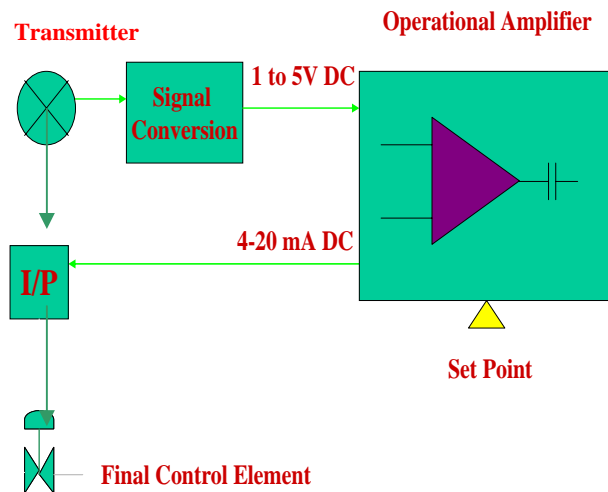 Operational Amplifier
Transmitter
1 to 5V DC
Signal
Conversion
4-20 mA DC
I/P
Set Point
Final Control Element